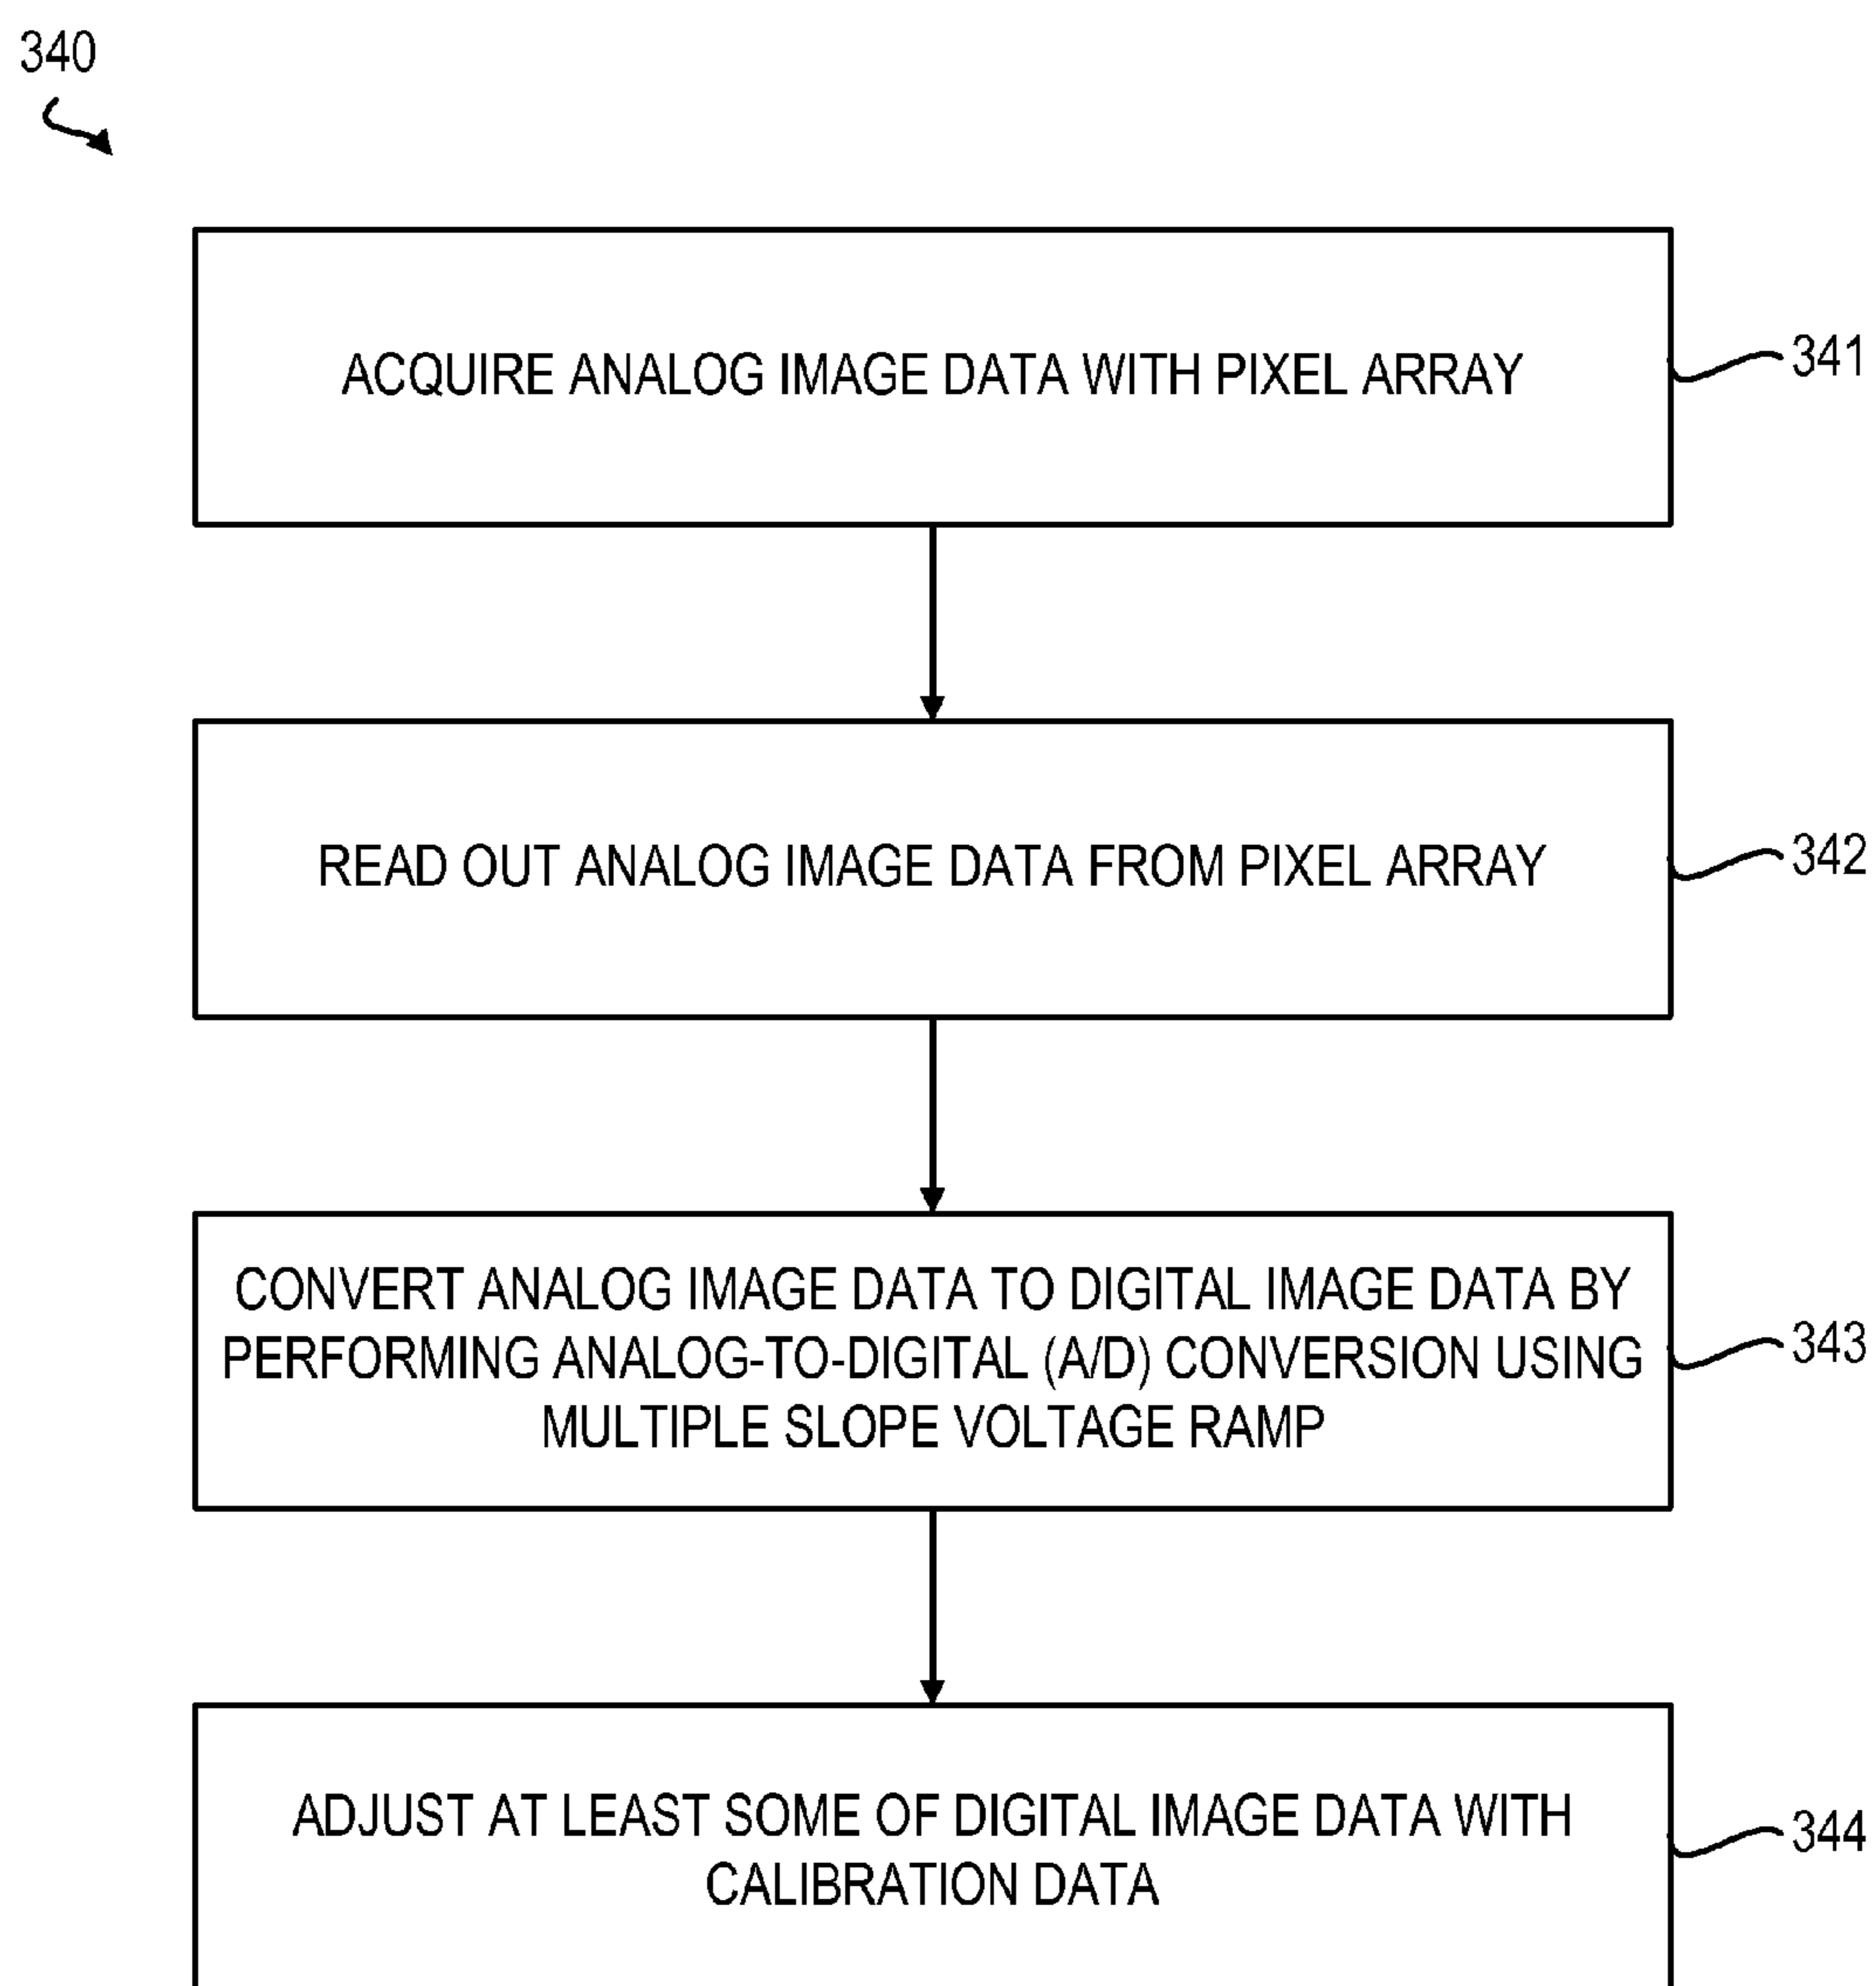 340
ACQUIRE ANALOG IMAGE DATA WITH PIXEL ARRAY
341
READ OUT ANALOG IMAGE DATA FROM PIXEL ARRAY
342
CONVERT ANALOG IMAGE DATA TO DIGITAL IMAGE DATA BY
PERFORMING ANALOG-TO-DIGITAL (A/D) CONVERSION USING
MULTIPLE SLOPE VOLTAGE RAMP
343
ADJUST AT LEAST SOME OF DIGITAL IMAGE DATA WITH
CALIBRATION DATA
344